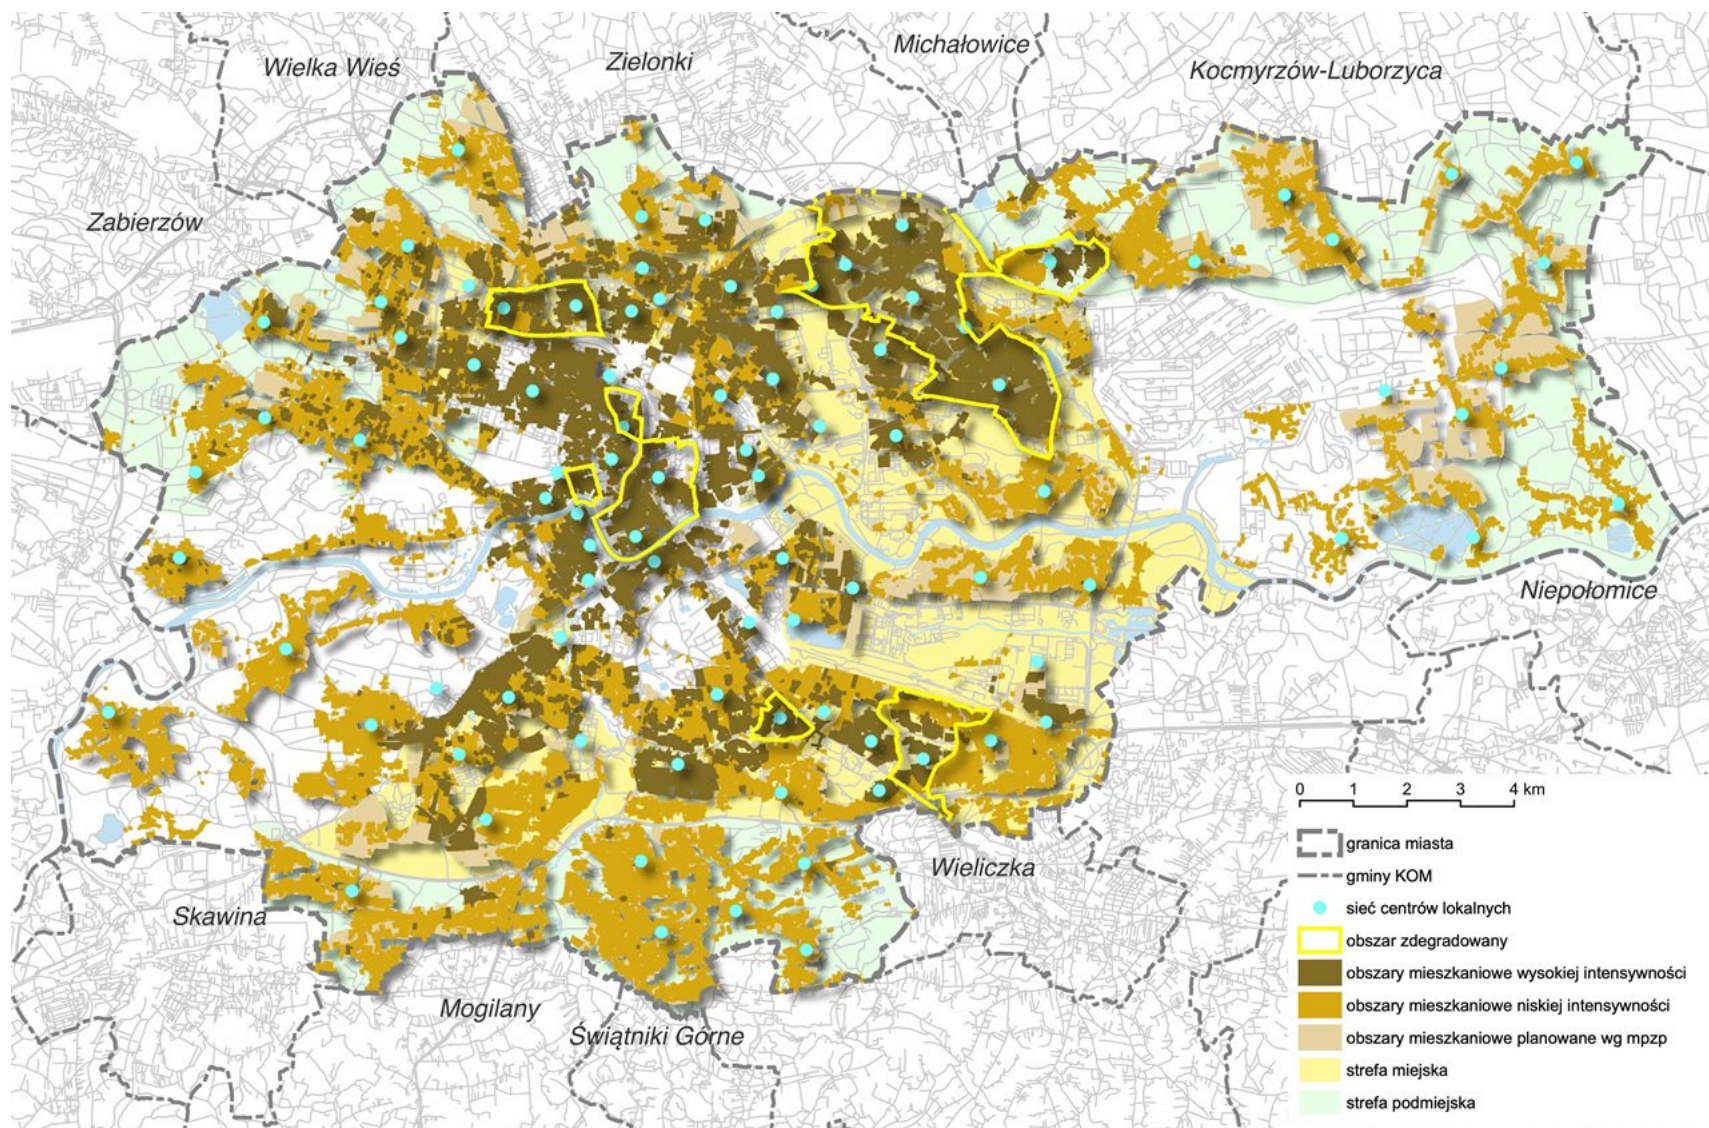 Michałowice
Wielka Wieś
Zielonki
Kocmyrzów-Luborzyca
Zabierzów
Niepołomice
Wieliczka
Skawina
Mogilany
Świątniki Górne
0 1 2 3 4 km
granica miasta
gminy KOM
sieć centrów lokalnych
obszar zdegradowany
obszary mieszkaniowe wysokiej intensywności
obszary mieszkaniowe niskiej intensywności
obszary mieszkaniowe planowane wg mpzp
strefa miejska
strefa podmiejska